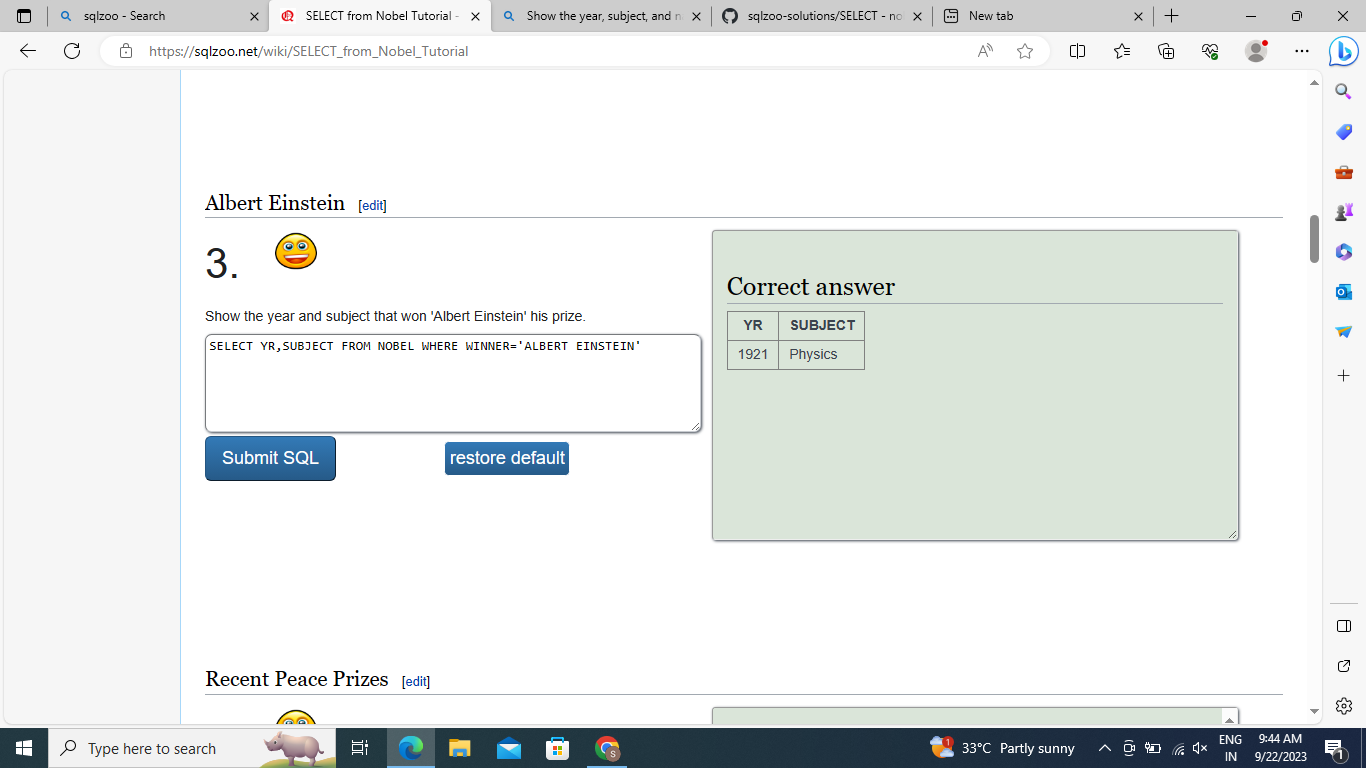 sqlzoo - Search
SELECT from Nobel Tutorial -
Show the year, subject, and n
sqlzoo-solutions/SELECT - no
New tab
https://sqlzoo.net/wiki/SELECT_from_Nobel_Tutorial
Albert Einstein [edit]
3.
Show the year and subject that won 'Albert Einstein' his prize.
SELECT YR,SUBJECT FROM NOBEL WHERE WINNER='ALBERT EINSTEIN'
Submit SQL
restore default
Correct answer
YR SUBJECT
1921 Physics
Recent Peace Prizes [edit]
Type here to search
S
1
33°C Partly sunny
ENG
IN
9:44 AM
9/22/2023
1